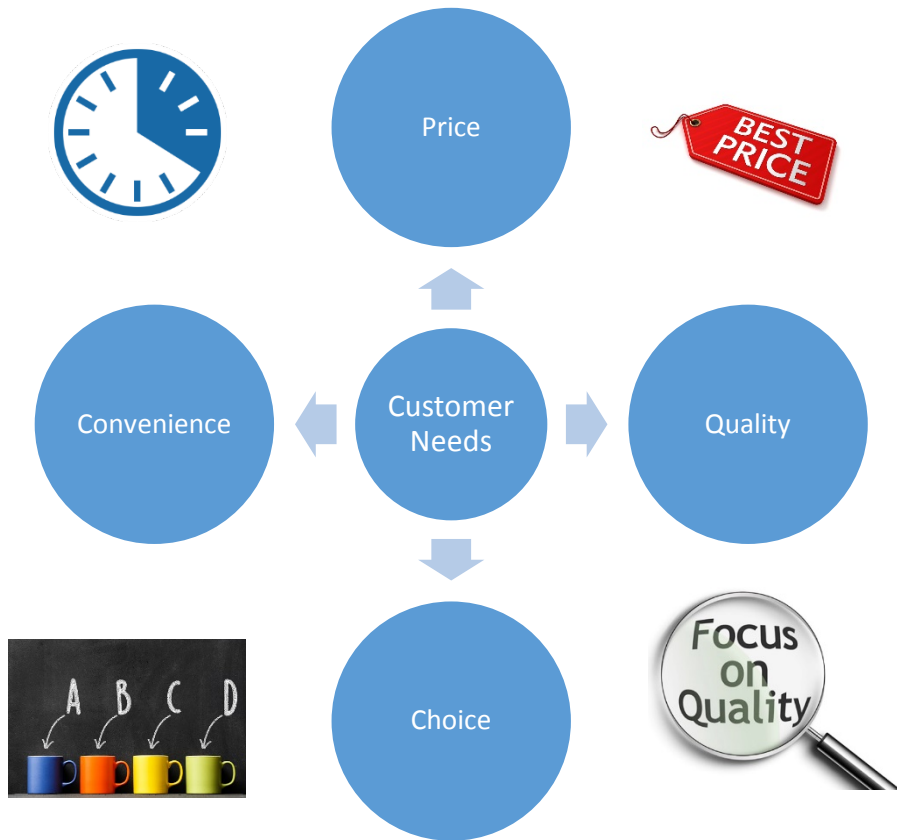 Price
BEST
PRICE
Convenience
Customer
Needs
Quality
A B C D
Choice
Focus
on
Quality